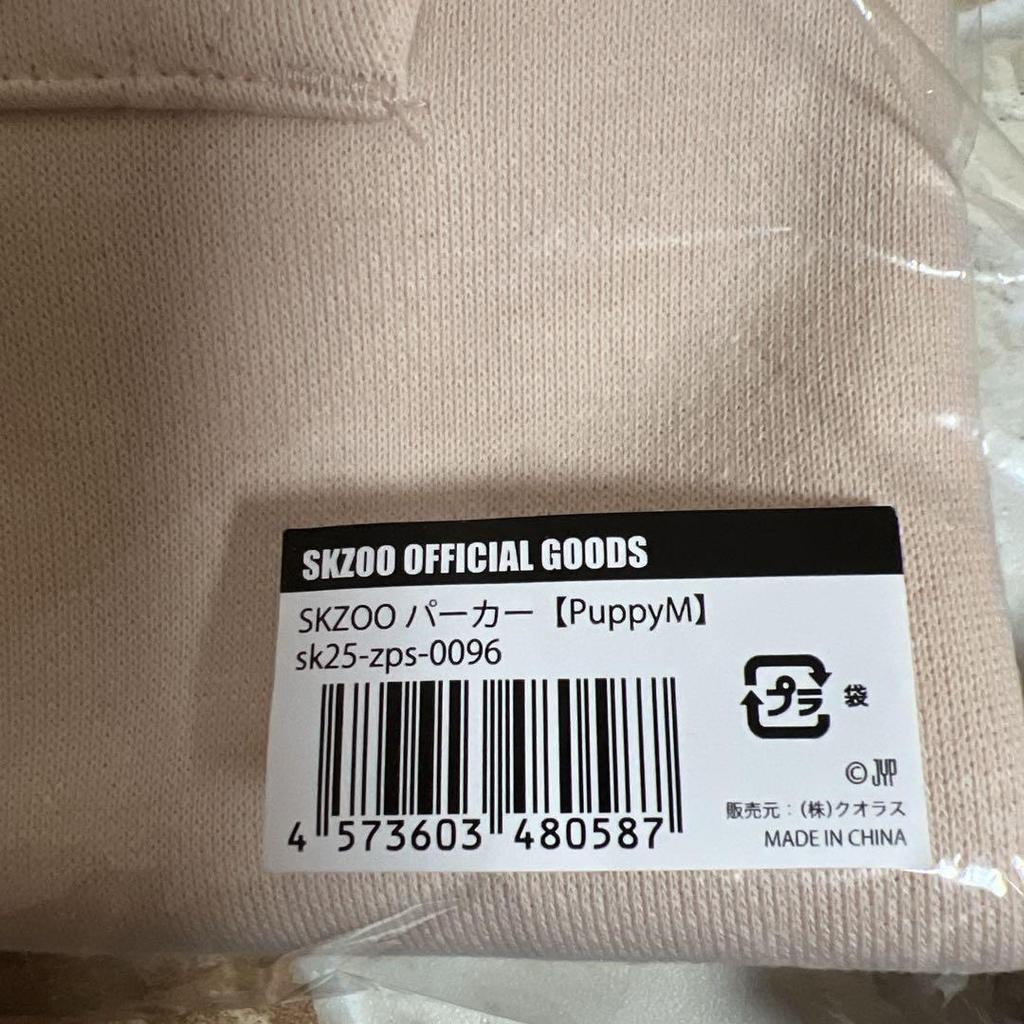 SKZOO OFFICIAL GOODS
SKZOO パーカー【PuppyM】
sk25-zps-0096
プラ 袋
4 573603 480587
© JYP
販売元：(株)クオラス
MADE IN CHINA